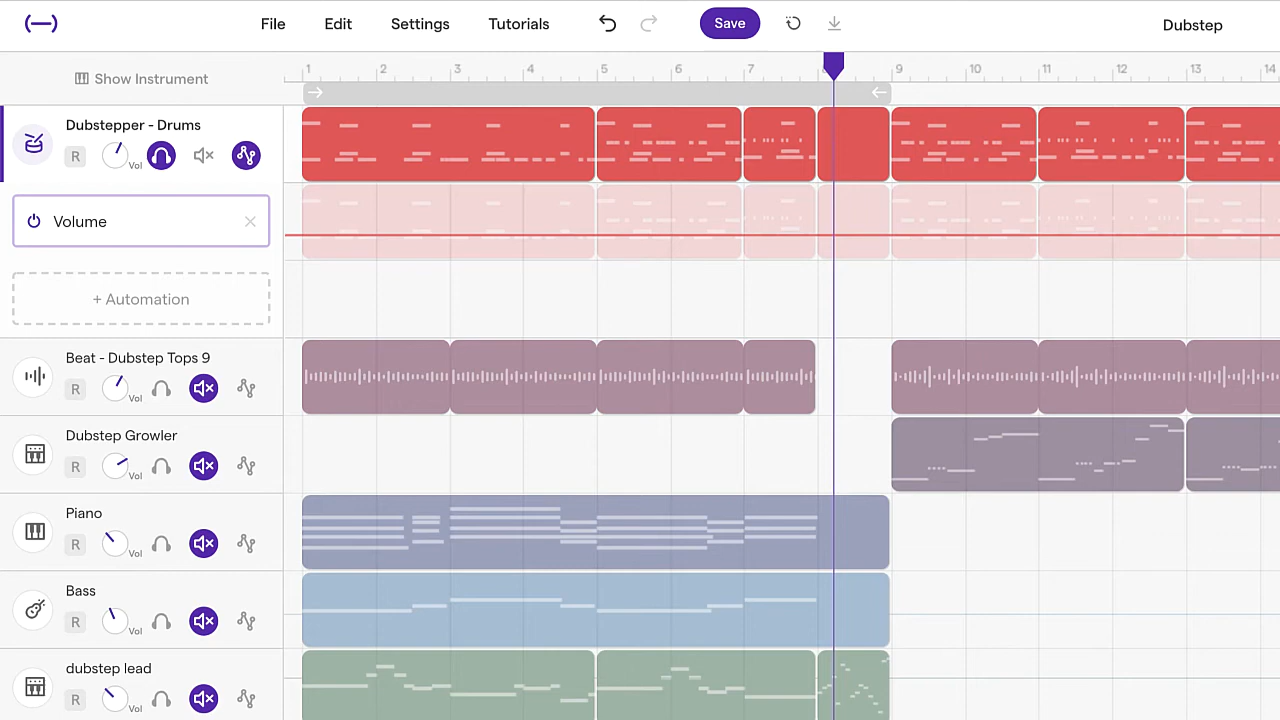 File Edit Settings Tutorials Save Dubstep
Show Instrument
1 2 3 4 5 6 7 9 10 11 12 13 14
Dubstepper - Drums
R Vol
Volume
+ Automation
Beat - Dubstep Tops 9
R Vol
Dubstep Growler
R Vol
Piano
R Vol
Bass
R Vol
dubstep lead
R Vol